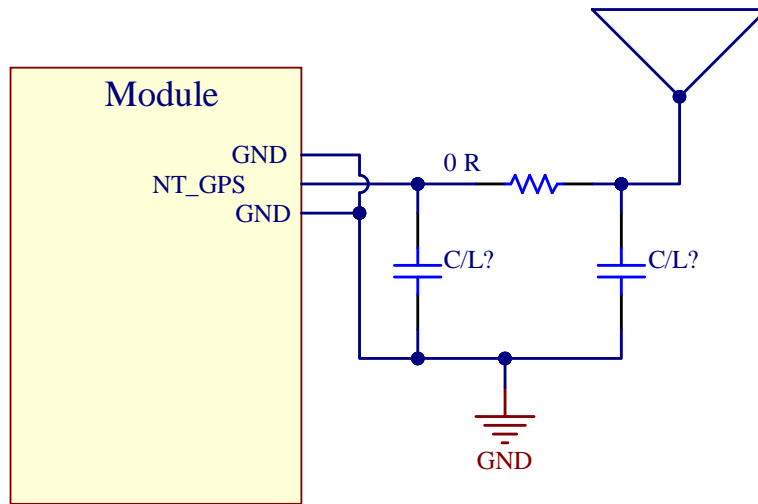 Module
GND
0 R
NT_GPS
GND
C/L?
C/L?
GND